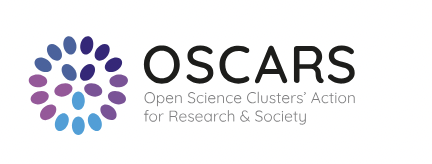 OSCARS
Open Science Clusters’ Action
for Research & Society